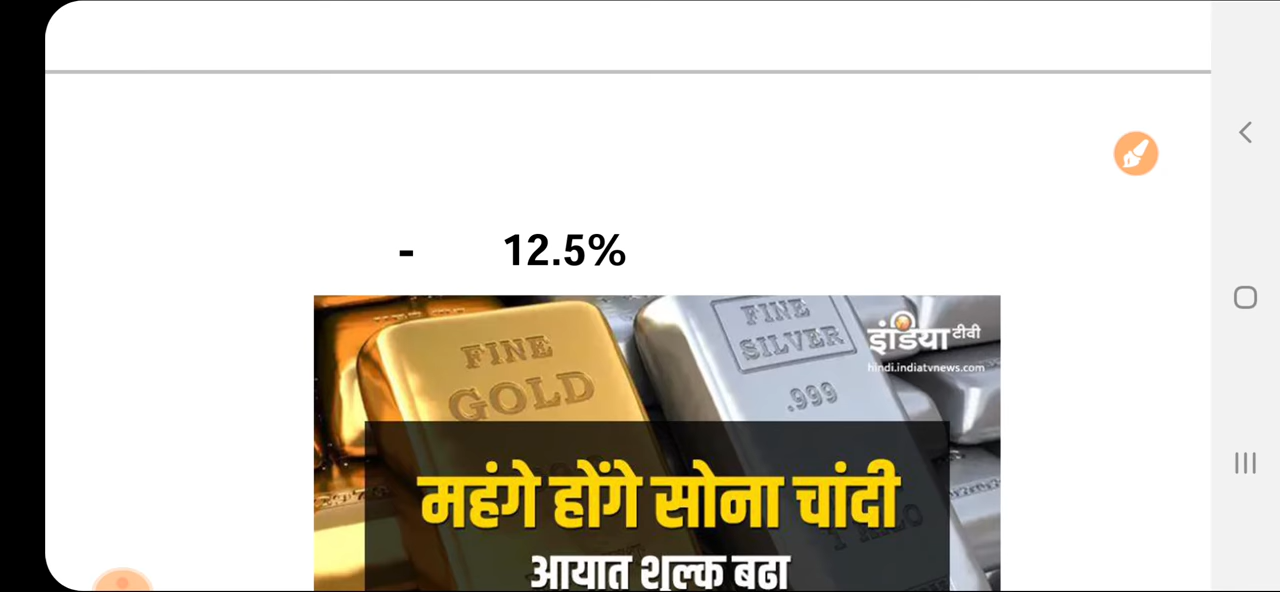 - 12.5%
FINE
GOLD
FINE
SILVER
.999
इंडिया टीवी
hindi.indiatvnews.com
महंगे होंगे सोना चांदी
आयात शुल्क बढा